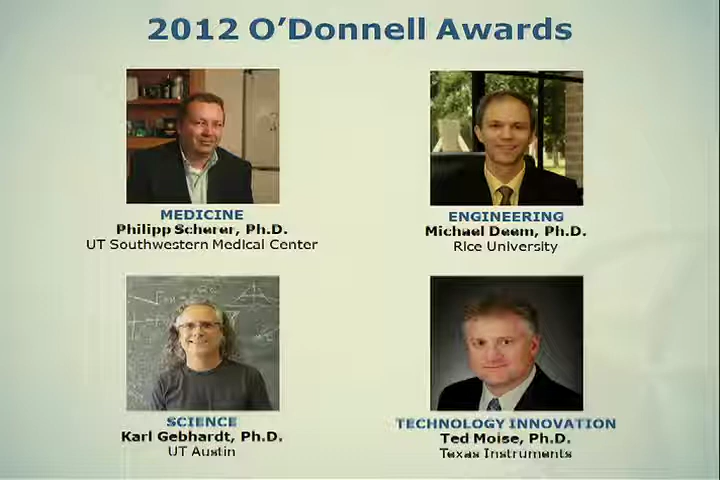 2012 O'Donnell Awards
MEDICINE
Philipp Scherer, Ph.D.
UT Southwestern Medical Center
ENGINEERING
Michael Deem, Ph.D.
Rice University
SCIENCE
Karl Gebhardt, Ph.D.
UT Austin
TECHNOLOGY INNOVATION
Ted Moise, Ph.D.
Texas Instruments